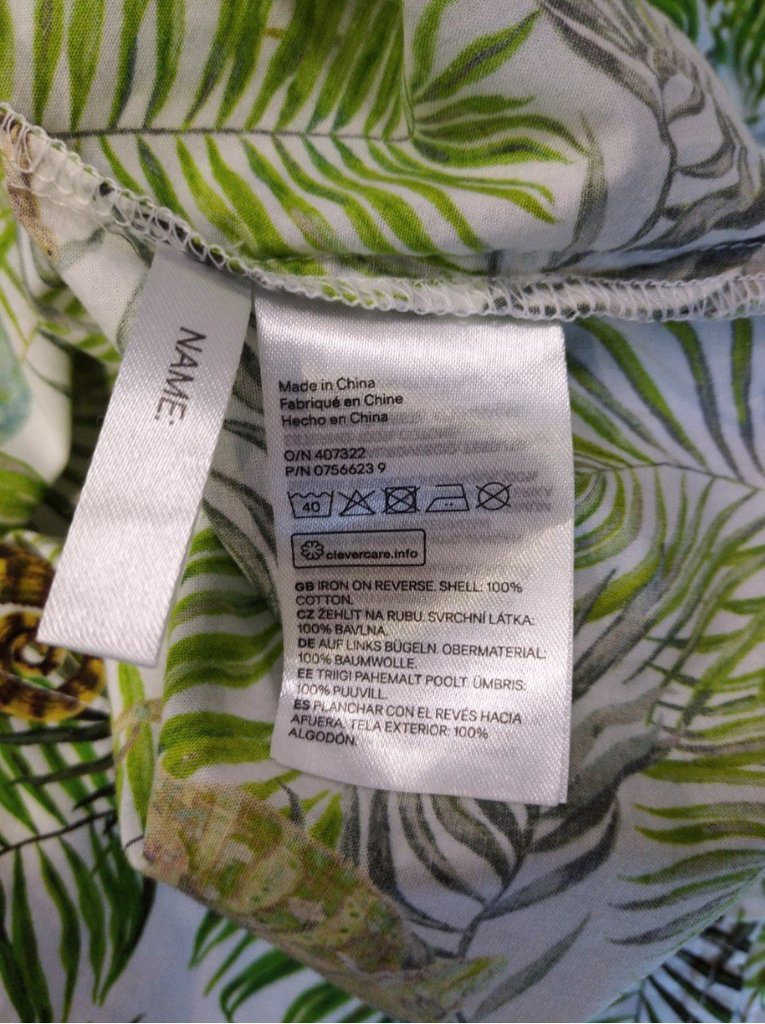 NAME:
Made in China
Fabriqué en Chine
Hecho en China
O/N 407322
P/N 0756623 9
40
clevercare.info
GB IRON ON REVERSE. SHELL: 100%
COTTON.
CZ ŽEHLIT NA RUBU. SVRCHNÍ LÁTKA:
100% BAVLNA.
DE AUF LINKS BÜGELN. OBERMATERIAL:
100% BAUMWOLLE.
EE TRIIGI PAHEMALT POOLT. ÜMBRIS:
100% PUUVILL.
ES PLANCHAR CON EL REVÉS HACIA
AFUERA. TELA EXTERIOR: 100%
ALGODÓN.